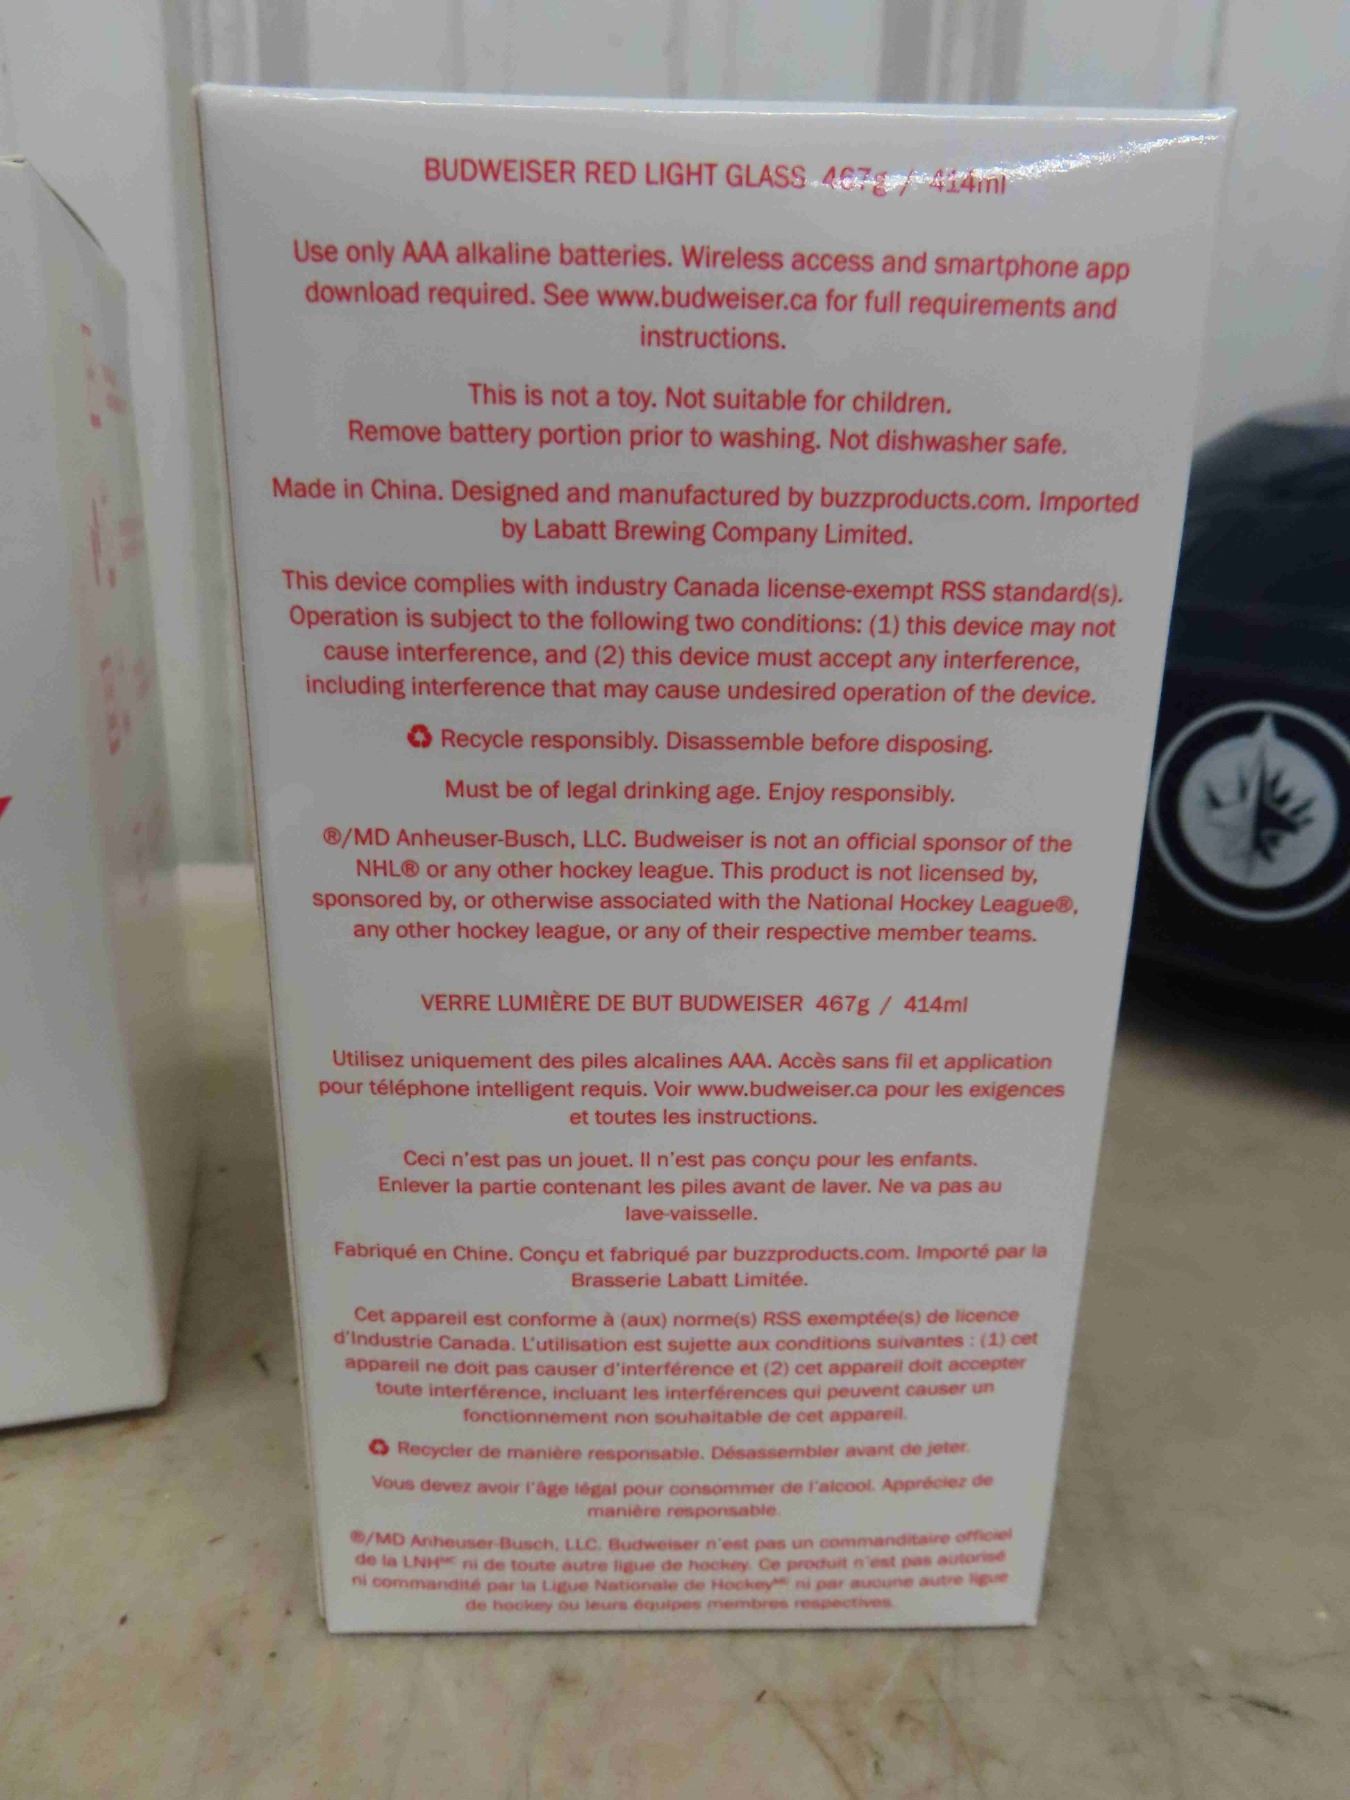 BUDWEISER RED LIGHT GLASS 467g / 414ml
Use only AAA alkaline batteries. Wireless access and smartphone app
download required. See www.budweiser.ca for full requirements and
instructions.
This is not a toy. Not suitable for children.
Remove battery portion prior to washing. Not dishwasher safe.
Made in China. Designed and manufactured by buzzproducts.com. Imported
by Labatt Brewing Company Limited.
This device complies with industry Canada license-exempt RSS standard(s).
Operation is subject to the following two conditions: (1) this device may not
cause interference, and (2) this device must accept any interference,
including interference that may cause undesired operation of the device.
Recycle responsibly. Disassemble before disposing.
Must be of legal drinking age. Enjoy responsibly.
®/MD Anheuser-Busch, LLC. Budweiser is not an official sponsor of the
NHL® or any other hockey league. This product is not licensed by,
sponsored by, or otherwise associated with the National Hockey League®,
any other hockey league, or any of their respective member teams.
VERRE LUMIÈRE DE BUT BUDWEISER 467g / 414ml
Utilisez uniquement des piles alcalines AAA. Accès sans fil et application
pour téléphone intelligent requis. Voir www.budweiser.ca pour les exigences
et toutes les instructions.
Ceci n'est pas un jouet. Il n'est pas conçu pour les enfants.
Enlever la partie contenant les piles avant de laver. Ne va pas au
lave-vaisselle.
Fabriqué en Chine. Conçu et fabriqué par buzzproducts.com. Importé par la
Brasserie Labatt Limitée.
Cet appareil est conforme à (aux) norme(s) RSS exemptée(s) de licence
d'Industrie Canada. L'utilisation est sujette aux conditions suivantes : (1) cet
appareil ne doit pas causer d'interférence et (2) cet appareil doit accepter
toute interférence, incluant les interférences qui peuvent causer un
fonctionnement non souhaitable de cet appareil.
Recycler de manière responsable. Désassembler avant de jeter.
Vous devez avoir l'âge légal pour consommer de l'alcool. Appréciez de
manière responsable.
®/MD Anheuser-Busch, LLC. Budweiser n'est pas un commanditaire officiel
de la LNHᴹᶜ ni de toute autre ligue de hockey. Ce produit n'est pas autorisé
ni commandité par la Ligue Nationale de Hockeyᴹᶜ ni par aucune autre ligue
de hockey ou leurs équipes membres respectives.